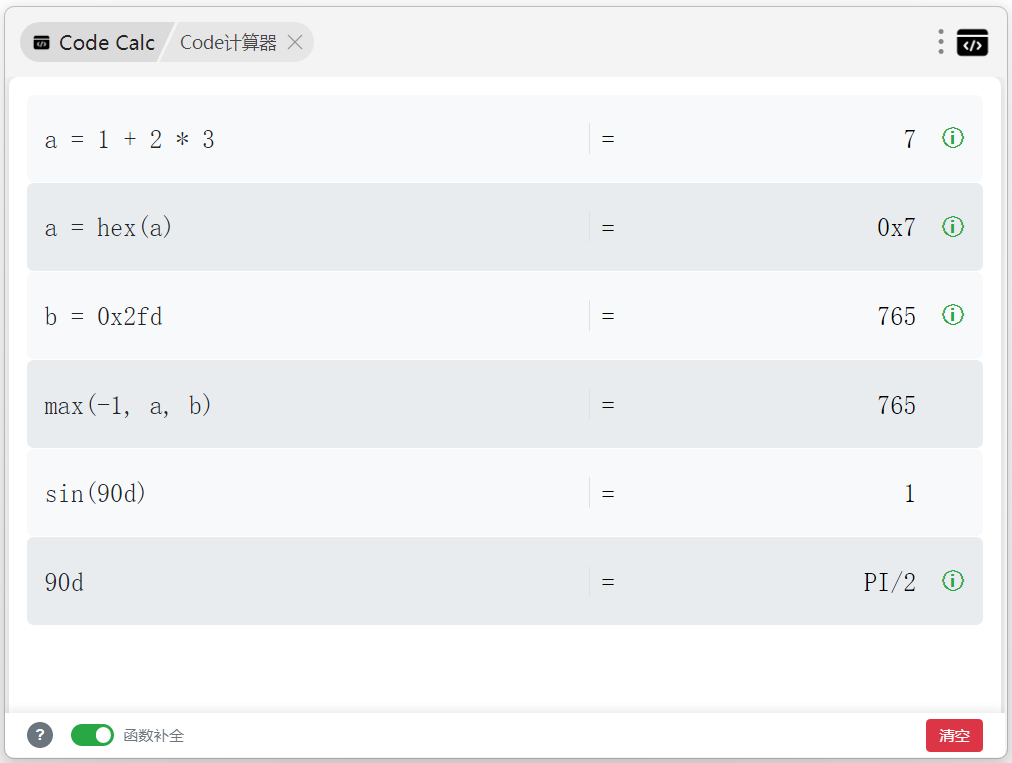 Code Calc Code计算器
a = 1 + 2 * 3 = 7
a = hex(a) = 0x7
b = 0x2fd = 765
max(-1, a, b) = 765
sin(90d) = 1
90d = PI/2
? 函数补全 清空